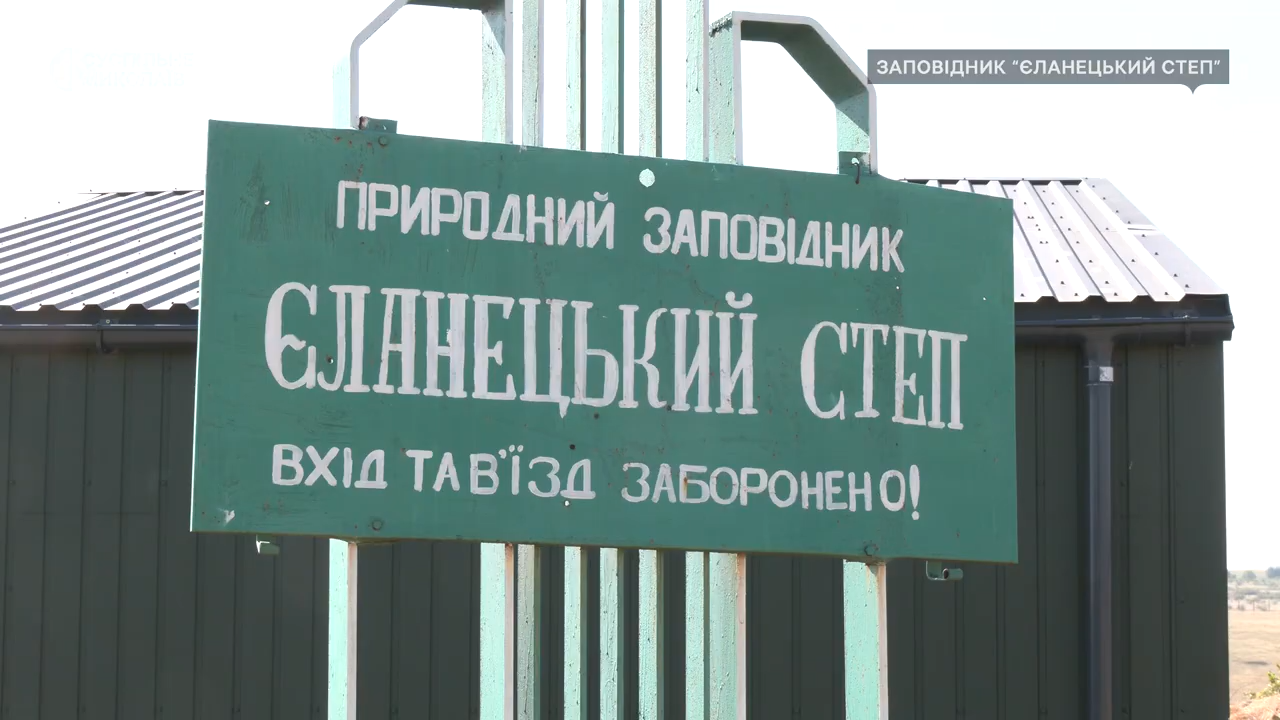 ЗАПОВІДНИК “ЄЛАНЕЦЬКИЙ СТЕП”
ПРИРОДНИЙ ЗАПОВІДНИК
ЄЛАНЕЦЬКИЙ СТЕП
ВХІД ТА В'ЇЗД ЗАБОРОНЕНО!